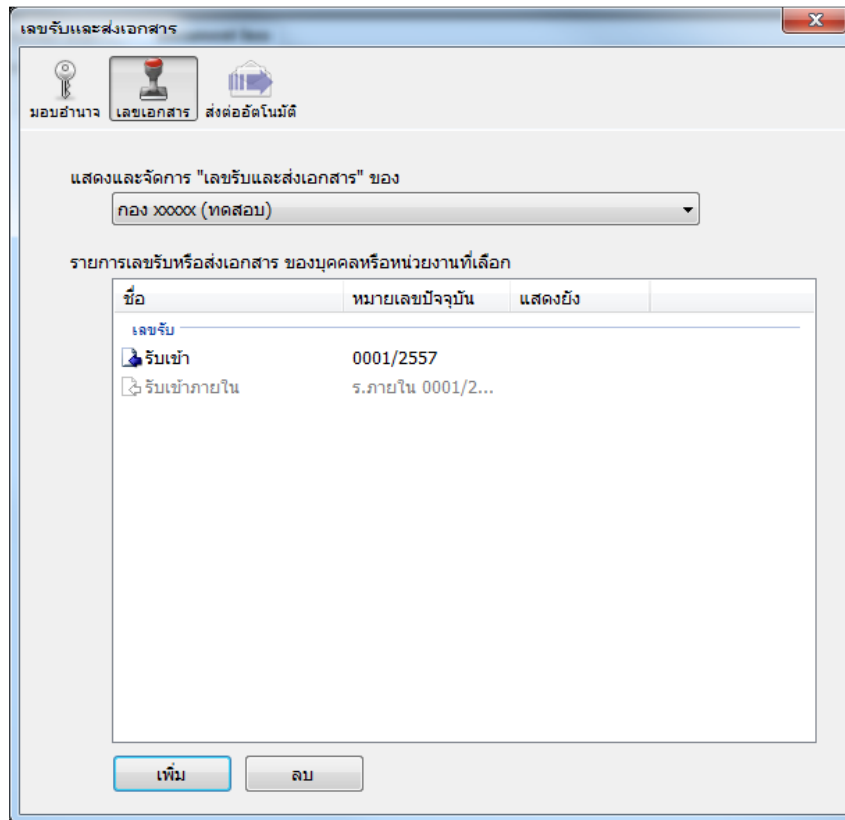 เลขรับและส่งเอกสาร
มอบอำนาจ เลขเอกสาร ส่งต่ออัตโนมัติ
แสดงและจัดการ "เลขรับและส่งเอกสาร" ของ
กอง xxxxx (ทดสอบ)
รายการเลขรับหรือส่งเอกสาร ของบุคคลหรือหน่วยงานที่เลือก
ชื่อ หมายเลขปัจจุบัน แสดงยัง
เลขรับ
รับเข้า 0001/2557
รับเข้าภายใน ร.ภายใน 0001/2...
เพิ่ม ลบ